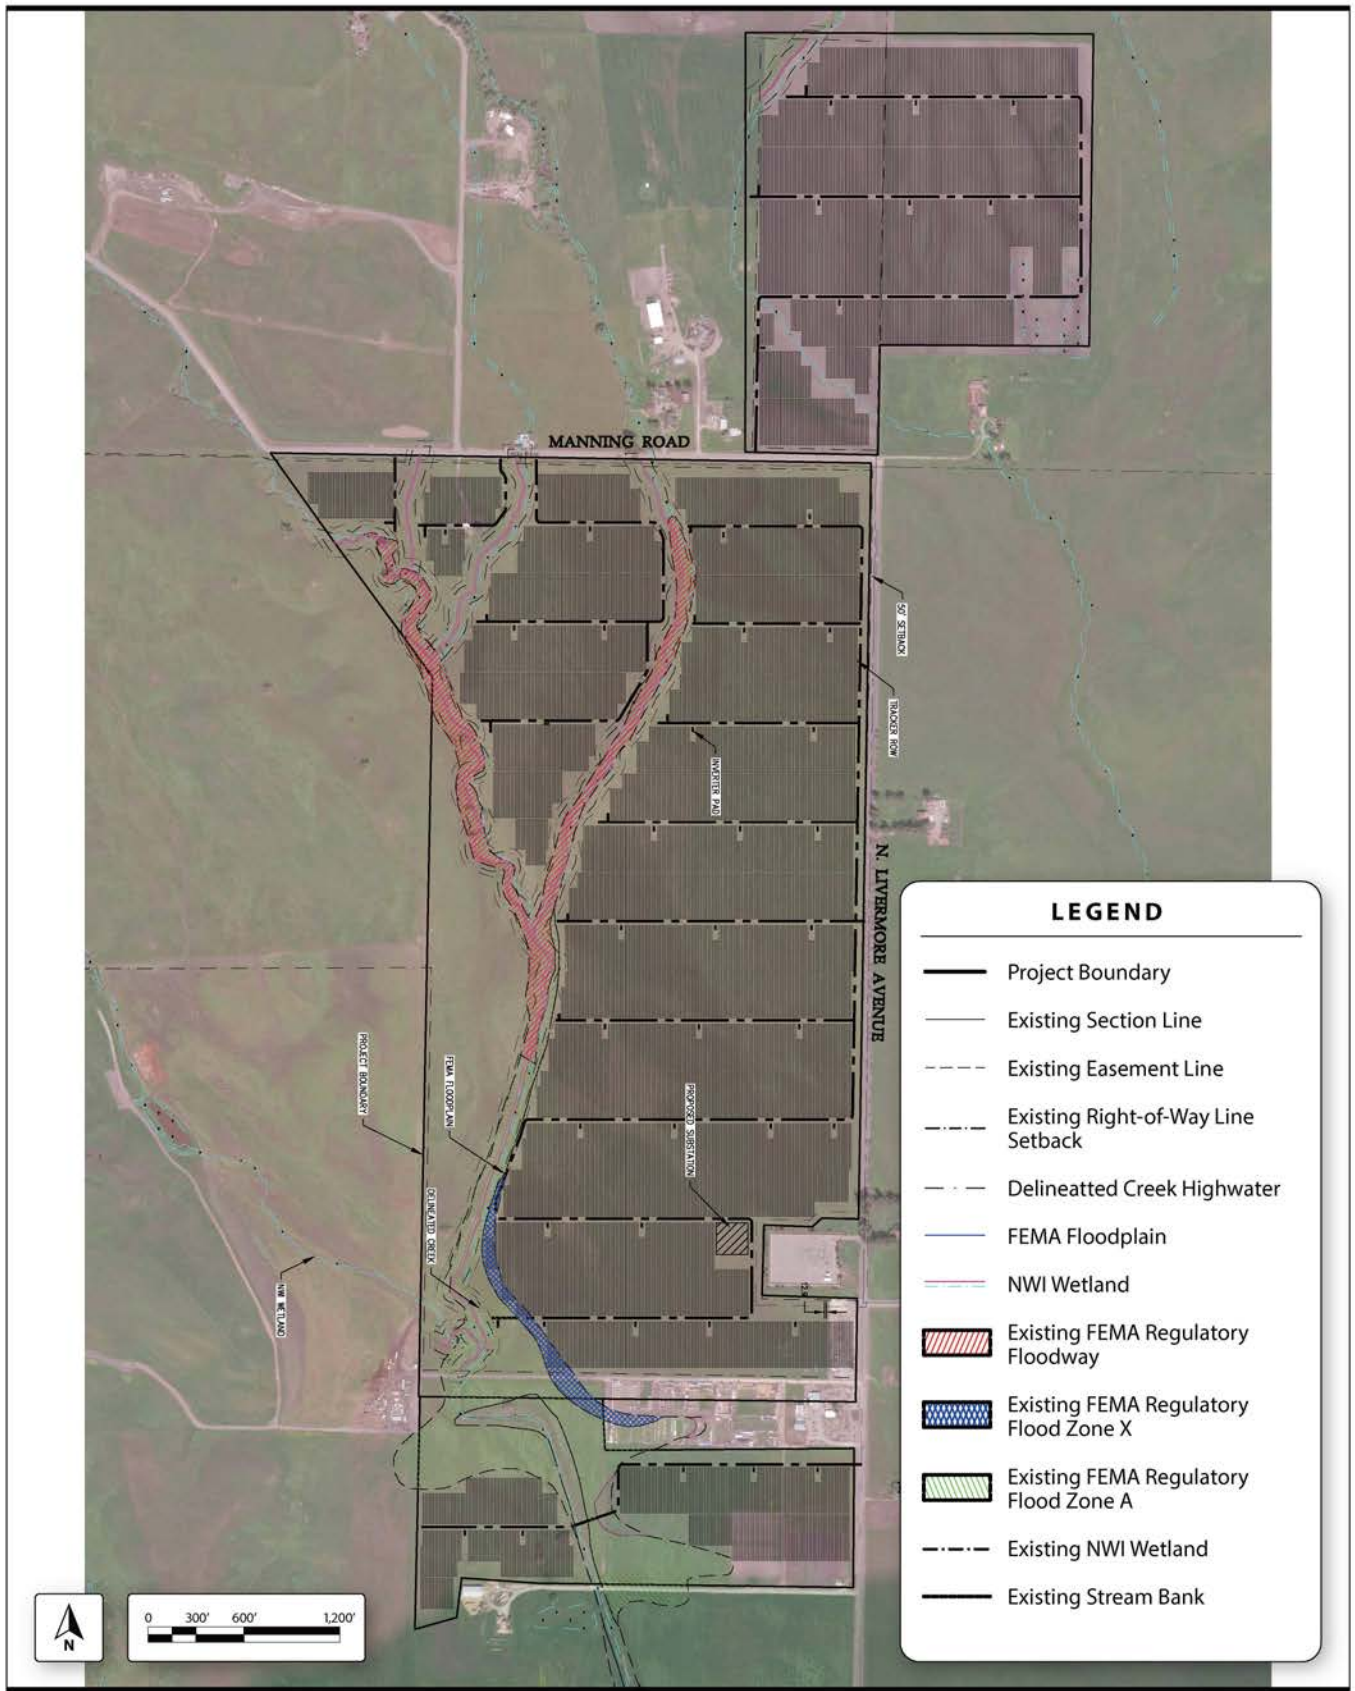 MANNING ROAD
50' SETBACK
TRACKER ROW
INVERTER PAD
N. LIVERMORE AVENUE
PROJECT BOUNDARY
FEMA FLOODPLAIN
PROPOSED SUBSTATION
DELINEATED CREEK
NWI WETLAND
LEGEND
Project Boundary
Existing Section Line
Existing Easement Line
Existing Right-of-Way Line
Setback
Delineatted Creek Highwater
FEMA Floodplain
NWI Wetland
Existing FEMA Regulatory
Floodway
Existing FEMA Regulatory
Flood Zone X
Existing FEMA Regulatory
Flood Zone A
Existing NWI Wetland
Existing Stream Bank
N
0 300' 600' 1,200'